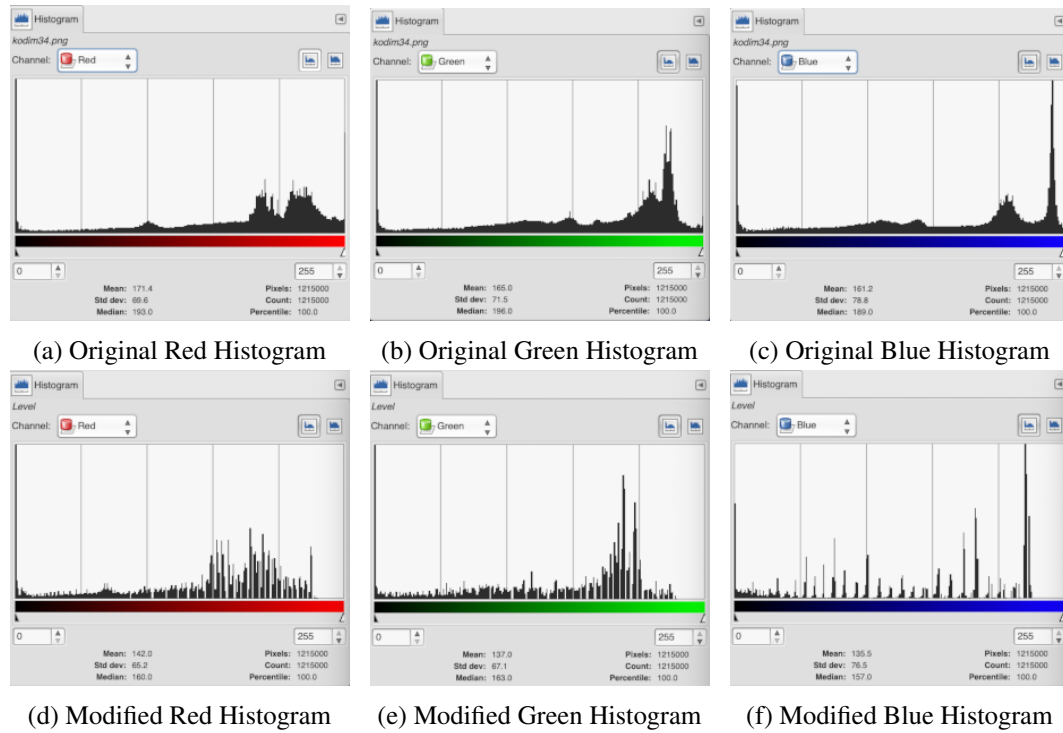 Histogram
kodim34.png
Channel: Red
0 255
Mean: 171.4 Pixels: 1215000
Std dev: 69.6 Count: 1215000
Median: 193.0 Percentile: 100.0
(a) Original Red Histogram
Histogram
kodim34.png
Channel: Green
0 255
Mean: 165.0 Pixels: 1215000
Std dev: 71.5 Count: 1215000
Median: 196.0 Percentile: 100.0
(b) Original Green Histogram
Histogram
kodim34.png
Channel: Blue
0 255
Mean: 161.2 Pixels: 1215000
Std dev: 78.8 Count: 1215000
Median: 189.0 Percentile: 100.0
(c) Original Blue Histogram
Histogram
Level
Channel: Red
0 255
Mean: 142.0 Pixels: 1215000
Std dev: 65.2 Count: 1215000
Median: 160.0 Percentile: 100.0
(d) Modified Red Histogram
Histogram
Level
Channel: Green
0 255
Mean: 137.0 Pixels: 1215000
Std dev: 67.1 Count: 1215000
Median: 163.0 Percentile: 100.0
(e) Modified Green Histogram
Histogram
Level
Channel: Blue
0 255
Mean: 135.5 Pixels: 1215000
Std dev: 76.5 Count: 1215000
Median: 157.0 Percentile: 100.0
(f) Modified Blue Histogram